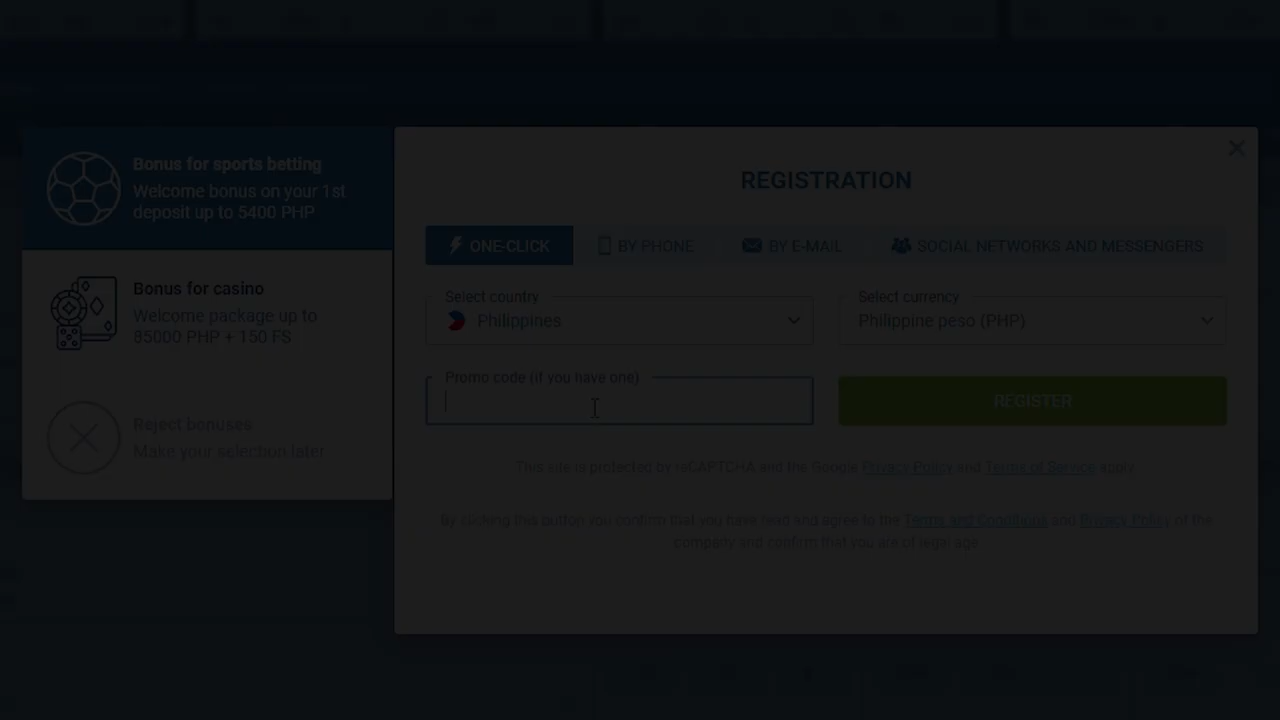 Bonus for sports betting
Welcome bonus on your 1st
deposit up to 5400 PHP
Bonus for casino
Welcome package up to
85000 PHP + 150 FS
Reject bonuses
Make your selection later
REGISTRATION
ONE-CLICK
BY PHONE
BY E-MAIL
SOCIAL NETWORKS AND MESSENGERS
Select country
Philippines
Select currency
Philippine peso (PHP)
Promo code (if you have one)
REGISTER
This site is protected by reCAPTCHA and the Google Privacy Policy and Terms of Service apply
By clicking this button you confirm that you have read and agree to the Terms and Conditions and Privacy Policy of the
company and confirm that you are of legal age